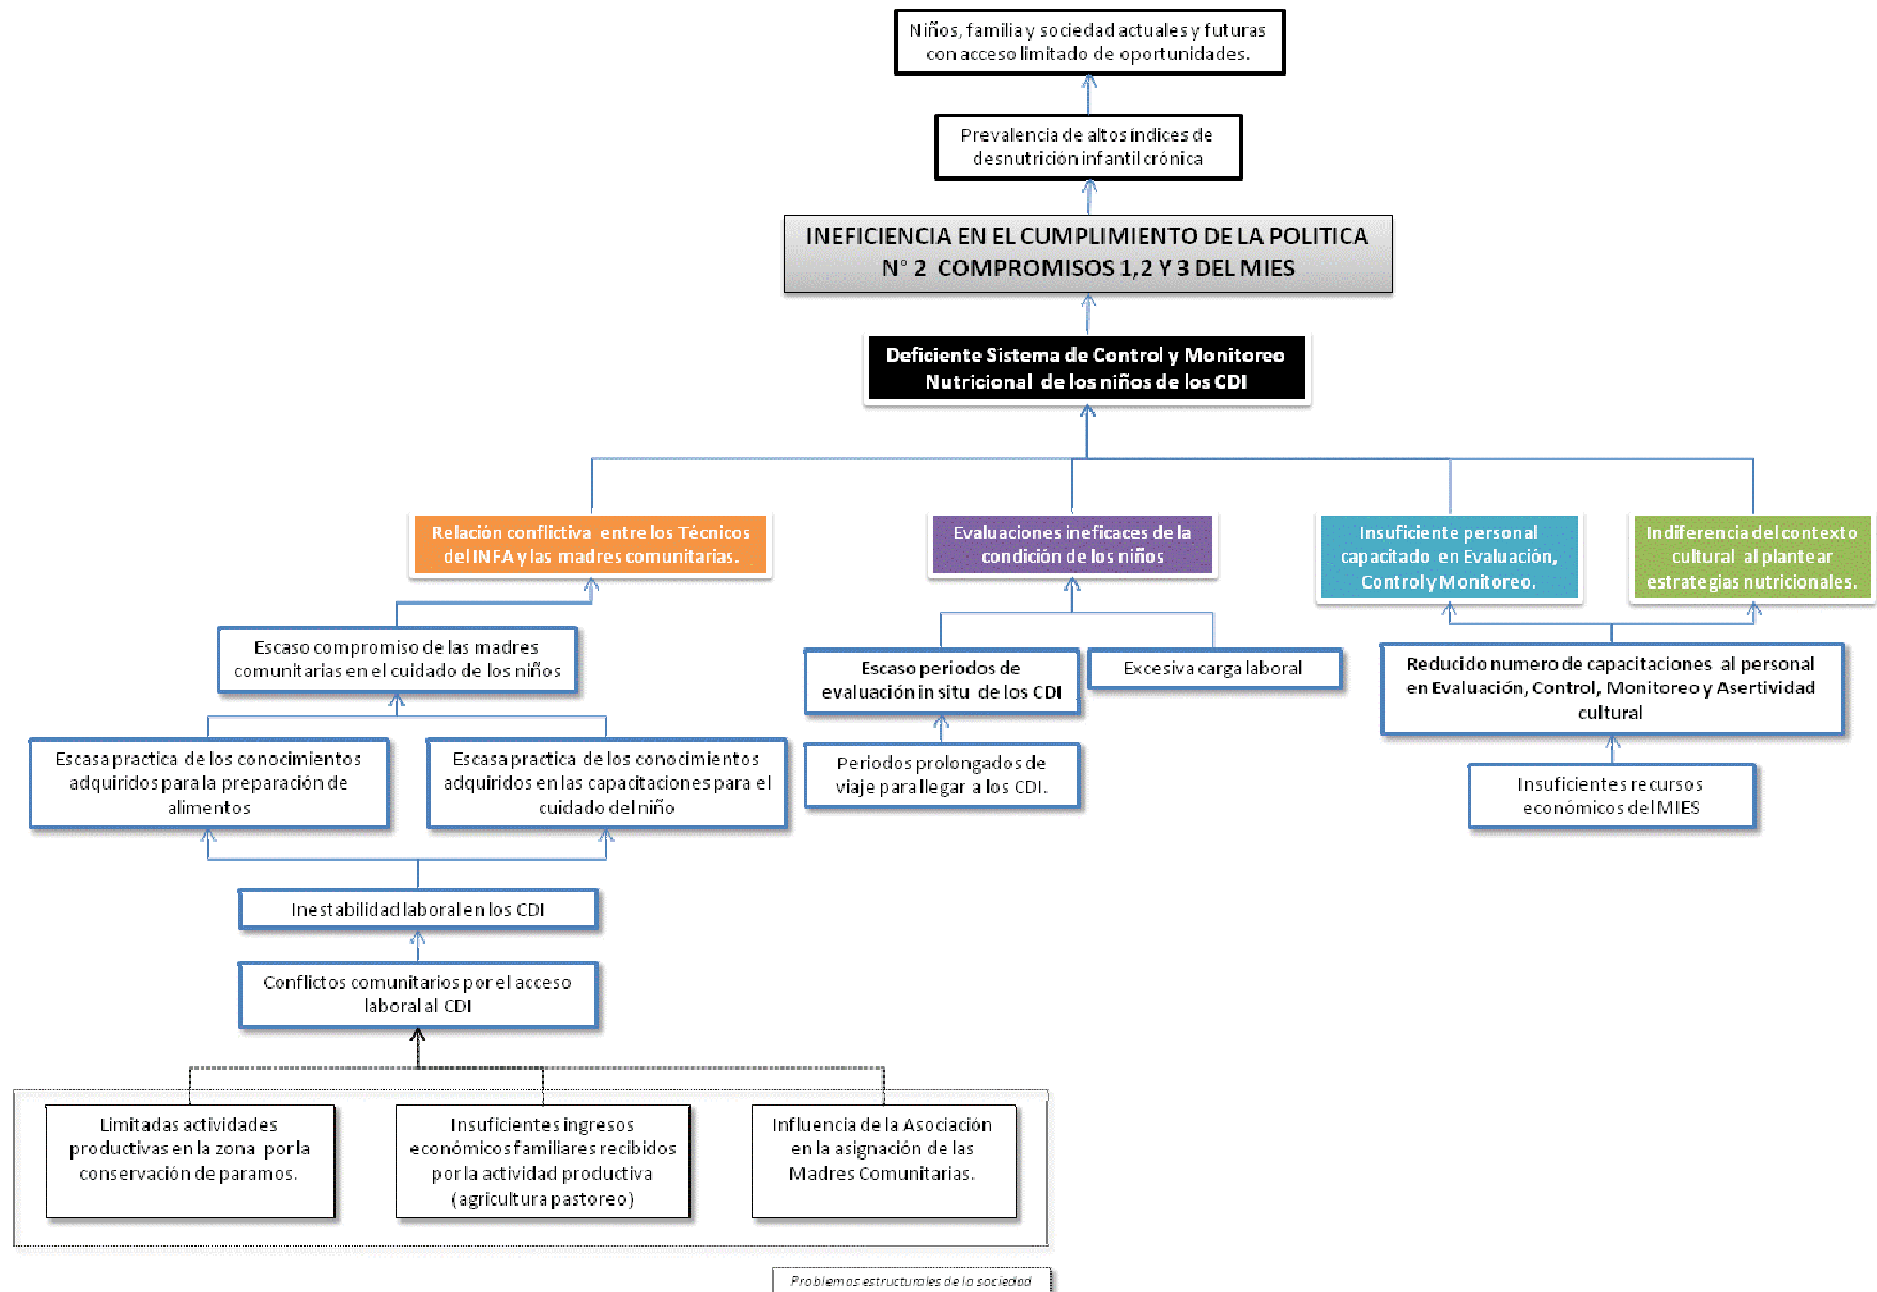 Niños, familia y sociedad actuales y futuras
con acceso limitado de oportunidades.
Prevalencia de altos índices de
desnutrición infantil crónica
INEFICIENCIA EN EL CUMPLIMIENTO DE LA POLITICA
N° 2 COMPROMISOS 1,2 Y 3 DEL MIES
Deficiente Sistema de Control y Monitoreo
Nutricional de los niños de los CDI
Relación conflictiva entre los Técnicos
del INFA y las madres comunitarias.
Evaluaciones ineficaces de la
condición de los niños
Insuficiente personal
capacitado en Evaluación,
Control y Monitoreo.
Indiferencia del contexto
cultural al plantear
estrategias nutricionales.
Escaso compromiso de las madres
comunitarias en el cuidado de los niños
Escaso periodos de
evaluación in situ de los CDI
Excesiva carga laboral
Reducido numero de capacitaciones al personal
en Evaluación, Control, Monitoreo y Asertividad
cultural
Escasa practica de los conocimientos
adquiridos para la preparación de
alimentos
Escasa practica de los conocimientos
adquiridos en las capacitaciones para el
cuidado del niño
Periodos prolongados de
viaje para llegar a los CDI.
Insuficientes recursos
económicos del MIES
Inestabilidad laboral en los CDI
Conflictos comunitarios por el acceso
laboral al CDI
Limitadas actividades
productivas en la zona por la
conservación de paramos.
Insuficientes ingresos
económicos familiares recibidos
por la actividad productiva
(agricultura pastoreo)
Influencia de la Asociación
en la asignación de las
Madres Comunitarias.
Problemas estructurales de la sociedad